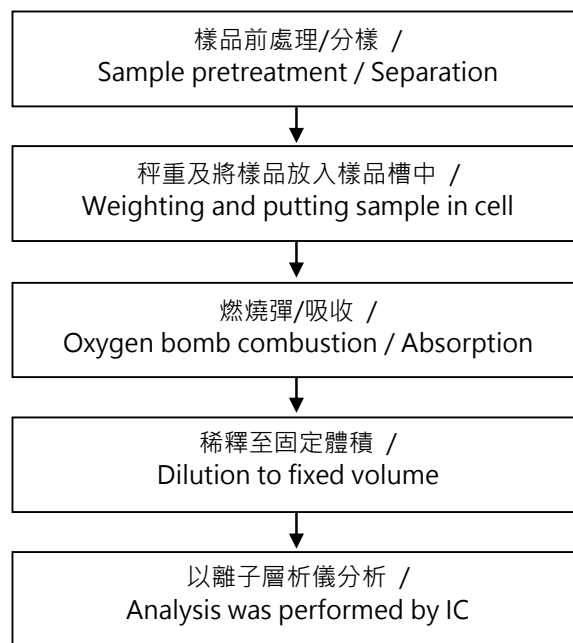 樣品前處理/分樣 /
Sample pretreatment / Separation
秤重及將樣品放入樣品槽中 /
Weighting and putting sample in cell
燃燒彈/吸收 /
Oxygen bomb combustion / Absorption
稀釋至固定體積 /
Dilution to fixed volume
以離子層析儀分析 /
Analysis was performed by IC